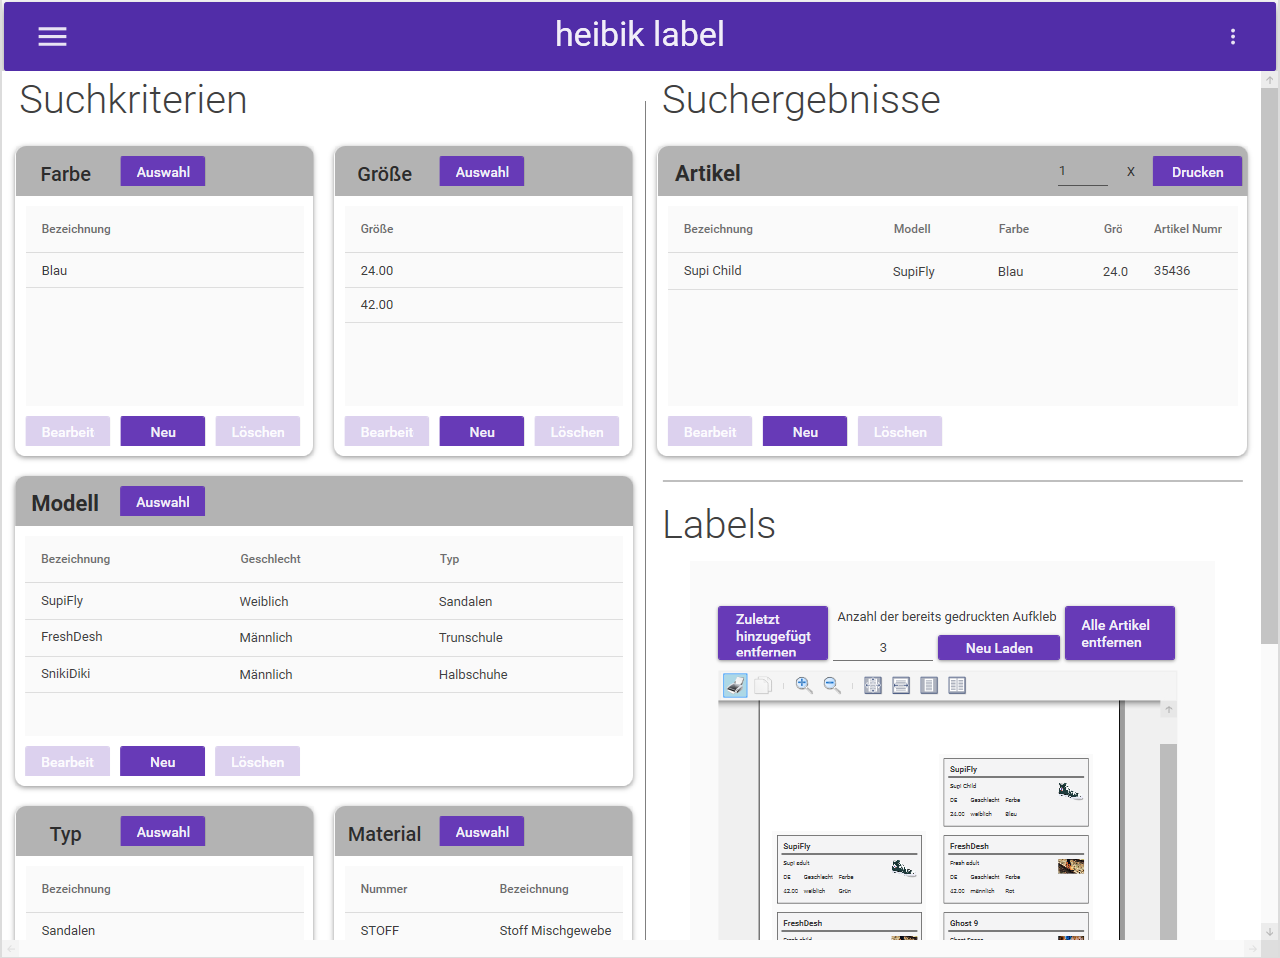 heibik label
Suchkriterien
Farbe Auswahl
Bezeichnung
Blau
Bearbeit Neu Löschen
Größe Auswahl
Größe
24.00
42.00
Bearbeit Neu Löschen
Modell Auswahl
Bezeichnung Geschlecht Typ
SupiFly Weiblich Sandalen
FreshDesh Männlich Trunschule
SnikiDiki Männlich Halbschuhe
Bearbeit Neu Löschen
Typ Auswahl
Bezeichnung
Sandalen
Material Auswahl
Nummer Bezeichnung
STOFF Stoff Mischgewebe
Suchergebnisse
Artikel 1 X Drucken
Bezeichnung Modell Farbe Grö Artikel Numr
Supi Child SupiFly Blau 24.0 35436
Bearbeit Neu Löschen
Labels
Zuletzt
hinzugefügt
entfernen
Anzahl der bereits gedruckten Aufkleb
3 Neu Laden
Alle Artikel
entfernen
SupiFly
Supi Child
DE Geschlecht Farbe
24.00 weiblich Blau
SupiFly
Supi adult
DE Geschlecht Farbe
42.00 weiblich Grün
FreshDesh
Fresh adult
DE Geschlecht Farbe
42.00 männlich Rot
FreshDesh
Fresh child
Ghost 9